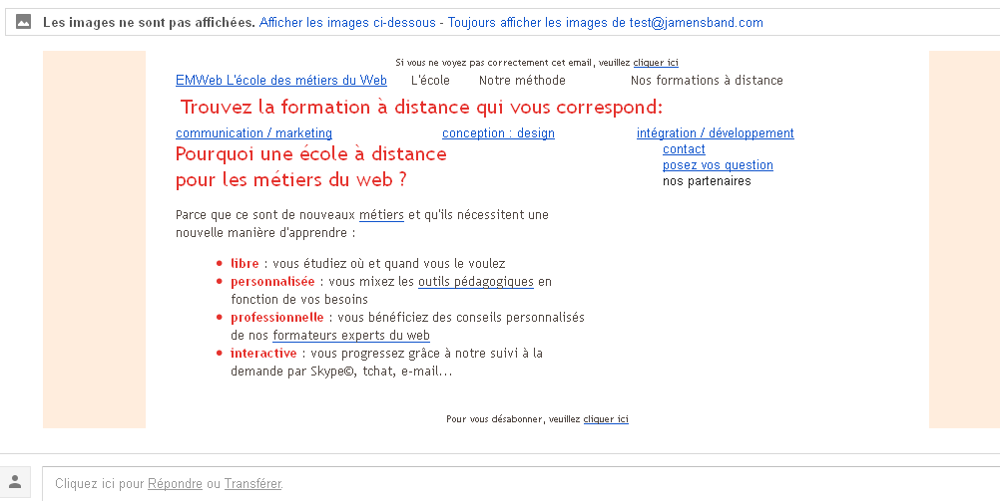 Les images ne sont pas affichées. Afficher les images ci-dessous - Toujours afficher les images de test@jamensband.com
Si vous ne voyez pas correctement cet email, veuillez cliquer ici
EMWeb L'école des métiers du Web L'école Notre méthode Nos formations à distance
Trouvez la formation à distance qui vous correspond:
communication / marketing conception : design intégration / développement
contact
posez vos question
nos partenaires
Pourquoi une école à distance
pour les métiers du web ?
Parce que ce sont de nouveaux métiers et qu'ils nécessitent une
nouvelle manière d'apprendre :
• libre : vous étudiez où et quand vous le voulez
• personnalisée : vous mixez les outils pédagogiques en
fonction de vos besoins
• professionnelle : vous bénéficiez des conseils personnalisés
de nos formateurs experts du web
• interactive : vous progressez grâce à notre suivi à la
demande par Skype©, tchat, e-mail...
Pour vous désabonner, veuillez cliquer ici
Cliquez ici pour Répondre ou Transférer